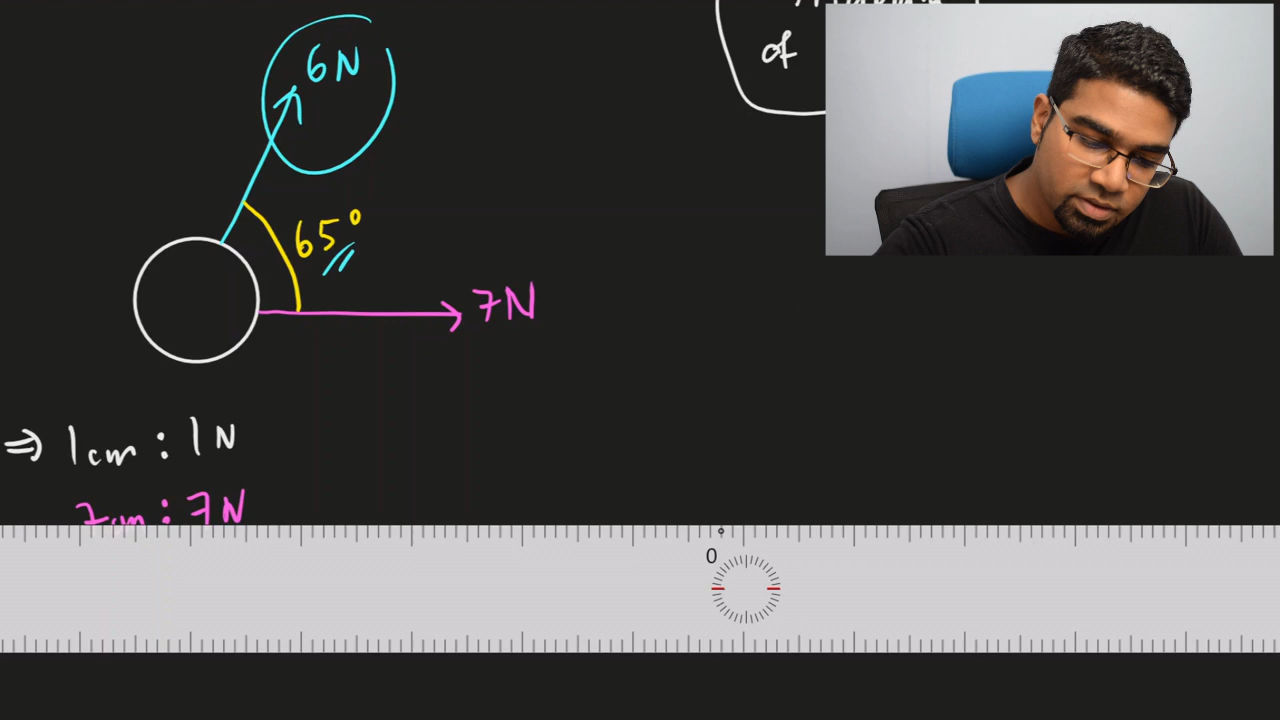 6N
of
65°
7N
⇒ 1cm : 1N
7cm : 7N
0